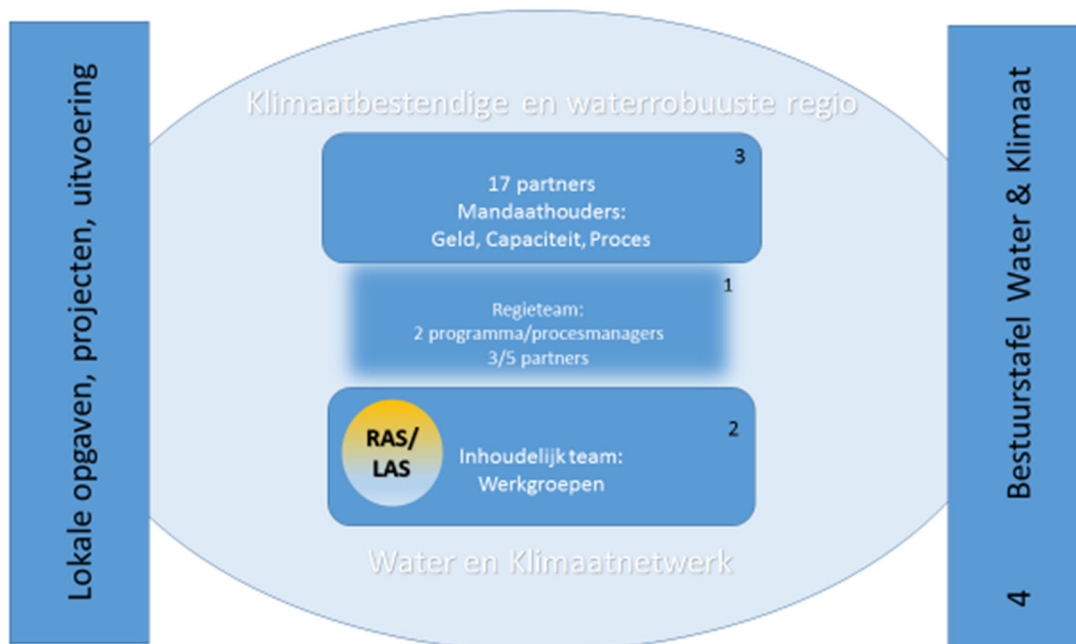 Lokale opgaven, projecten, uitvoering
Klimaatbestendige en waterrobuuste regio
3
17 partners
Mandaathouders:
Geld, Capaciteit, Proces
1
Regieteam:
2 programma/procesmanagers
3/5 partners
2
RAS/
LAS
Inhoudelijk team:
Werkgroepen
Water en Klimaatnetwerk
4 Bestuurstafel Water & Klimaat